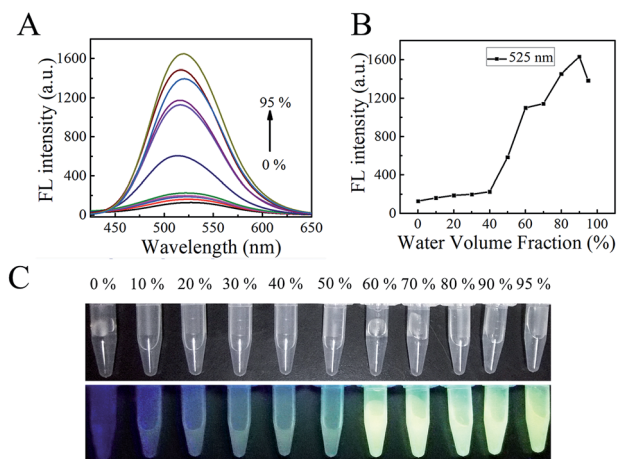 A
B
FL intensity (a.u.)
1600
1200
800
400
0
450
500
550
600
650
Wavelength (nm)
95 %
0 %
FL intensity (a.u.)
1600
1200
800
400
0
0
20
40
60
80
100
Water Volume Fraction (%)
525 nm
C
0 % 10 % 20 % 30 % 40 % 50 % 60 % 70 % 80 % 90 % 95 %